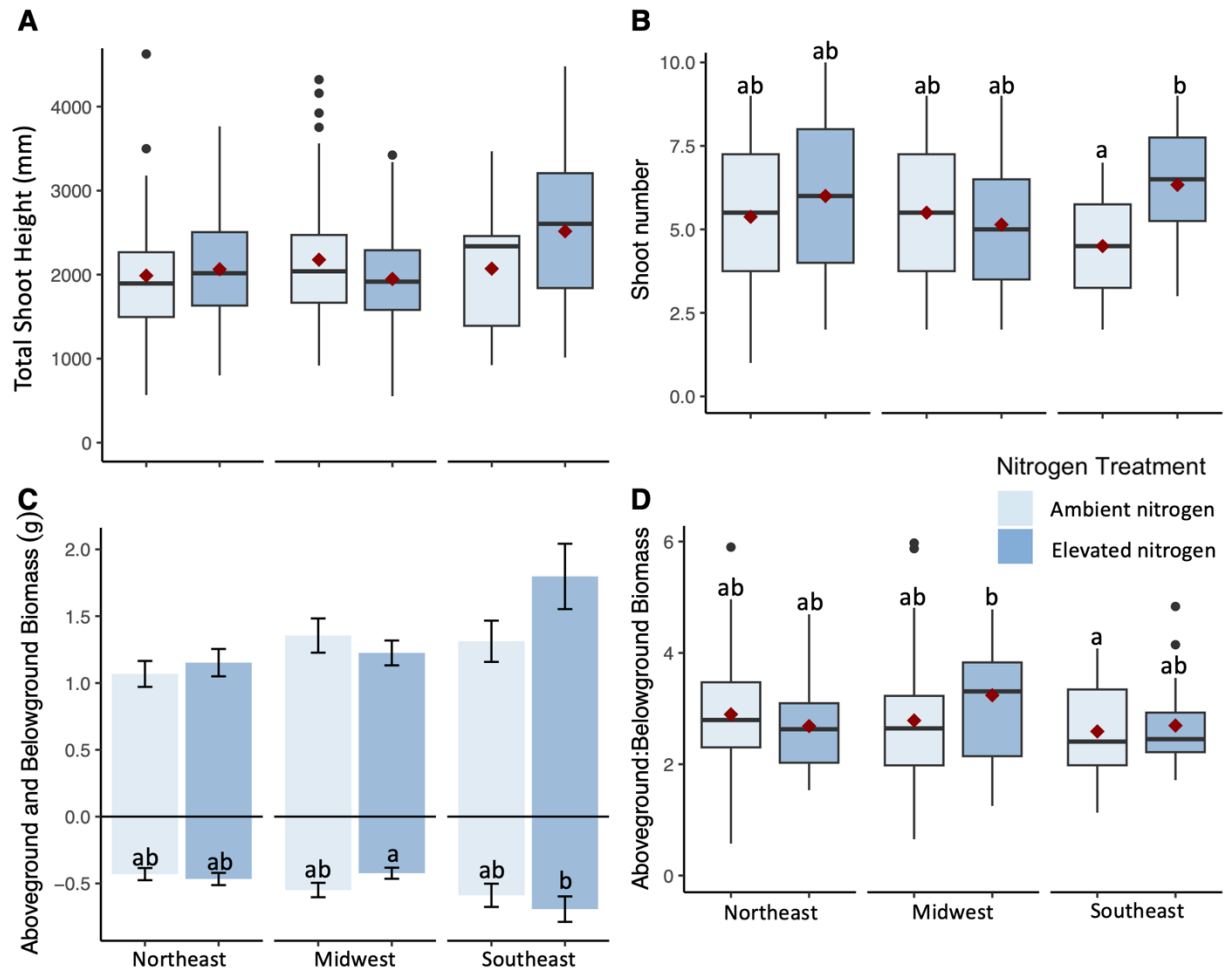 A
Total Shoot Height (mm)
4000
3000
2000
1000
0
B
Shoot number
10.0
7.5
5.0
2.5
0.0
ab
ab
ab
ab
a
b
Nitrogen Treatment
Ambient nitrogen
Elevated nitrogen
C
Aboveground and Belowground Biomass (g)
2.0
1.5
1.0
0.5
0.0
−0.5
ab
ab
ab
a
ab
b
Northeast
Midwest
Southeast
D
Aboveground:Belowground Biomass
6
4
2
0
ab
ab
ab
b
a
ab
Northeast
Midwest
Southeast